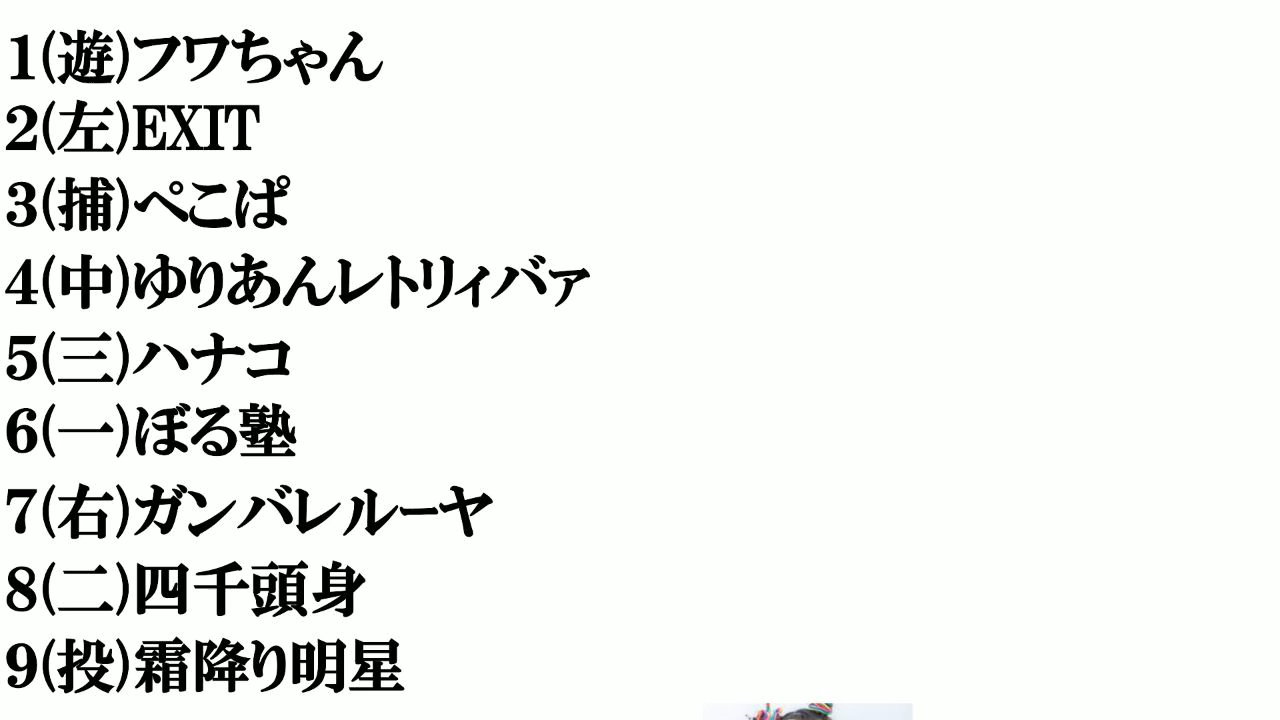 1(遊)フワちゃん
2(左)EXIT
3(捕)ぺこぱ
4(中)ゆりあんレトリィバァ
5(三)ハナコ
6(一)ぼる塾
7(右)ガンバレルーヤ
8(二)四千頭身
9(投)霜降り明星